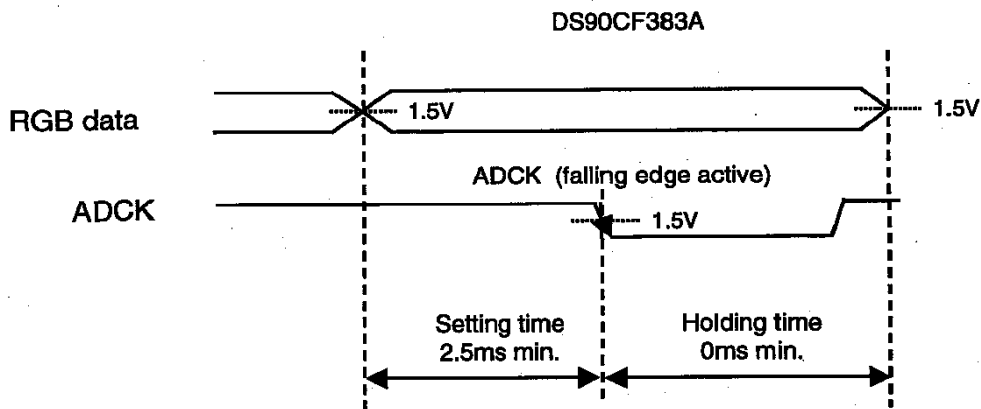 DS90CF383A
RGB data
1.5V
1.5V
ADCK (falling edge active)
ADCK
1.5V
Setting time
2.5ms min.
Holding time
0ms min.